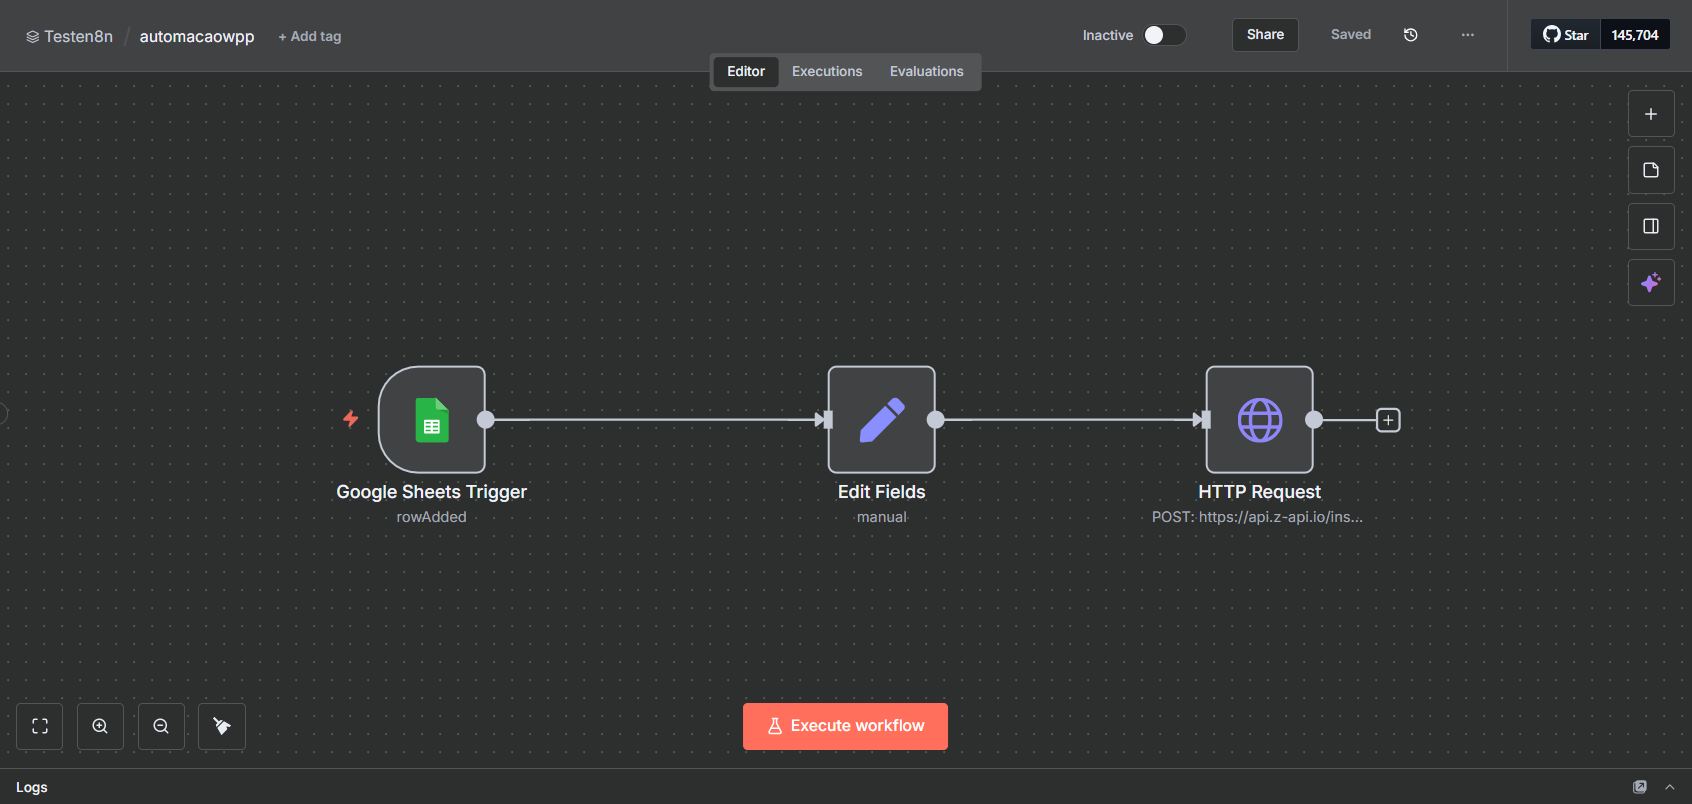 Testen8n / automacaowpp + Add tag
Inactive Share Saved ... Star 145,704
Editor Executions Evaluations
Google Sheets Trigger
rowAdded
Edit Fields
manual
HTTP Request
POST: https://api.z-api.io/ins...
Execute workflow
Logs